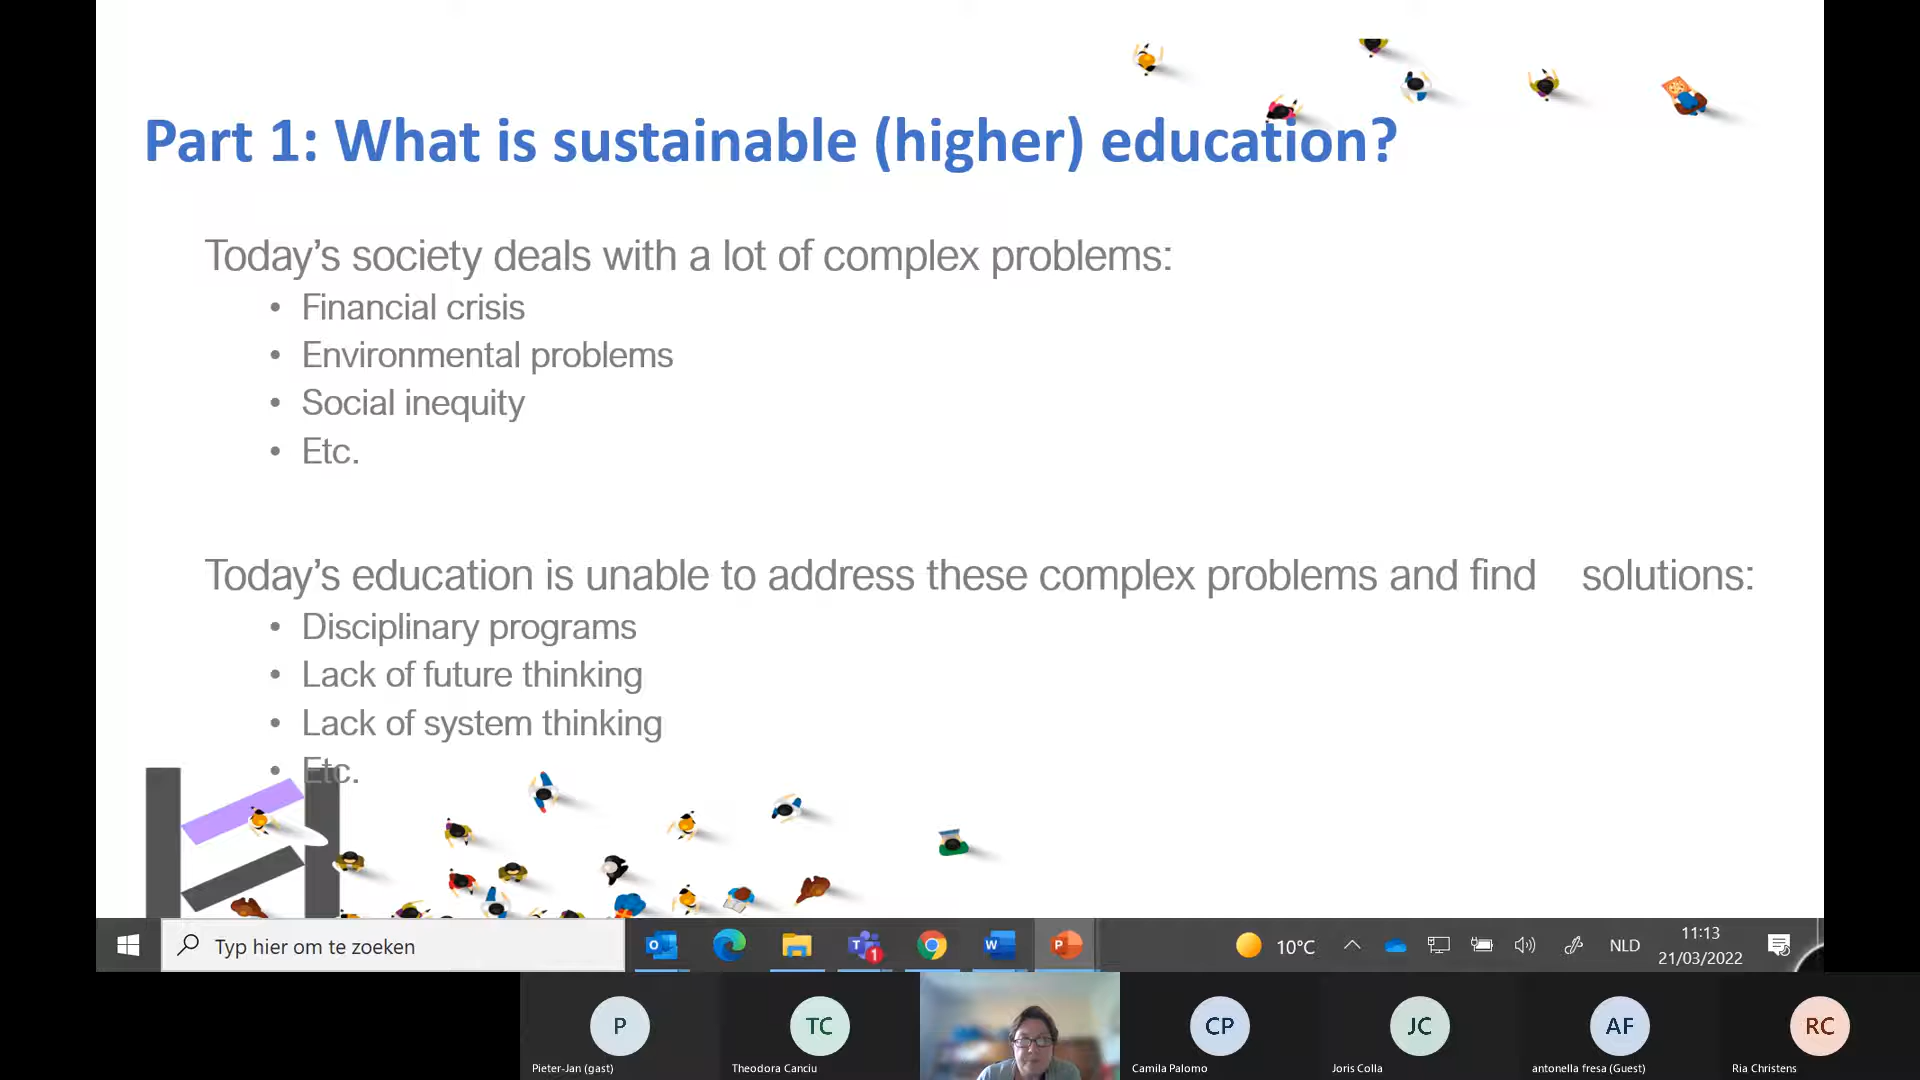 Part 1: What is sustainable (higher) education?
Today’s society deals with a lot of complex problems:
• Financial crisis
• Environmental problems
• Social inequity
• Etc.
Today’s education is unable to address these complex problems and find solutions:
• Disciplinary programs
• Lack of future thinking
• Lack of system thinking
• Etc.
Typ hier om te zoeken
1
10°C
NLD
11:13
21/03/2022
P
TC
CP
JC
AF
RC
Pieter-Jan (gast)
Theodora Canciu
Camila Palomo
Joris Colla
antonella fresa (Guest)
Ria Christens